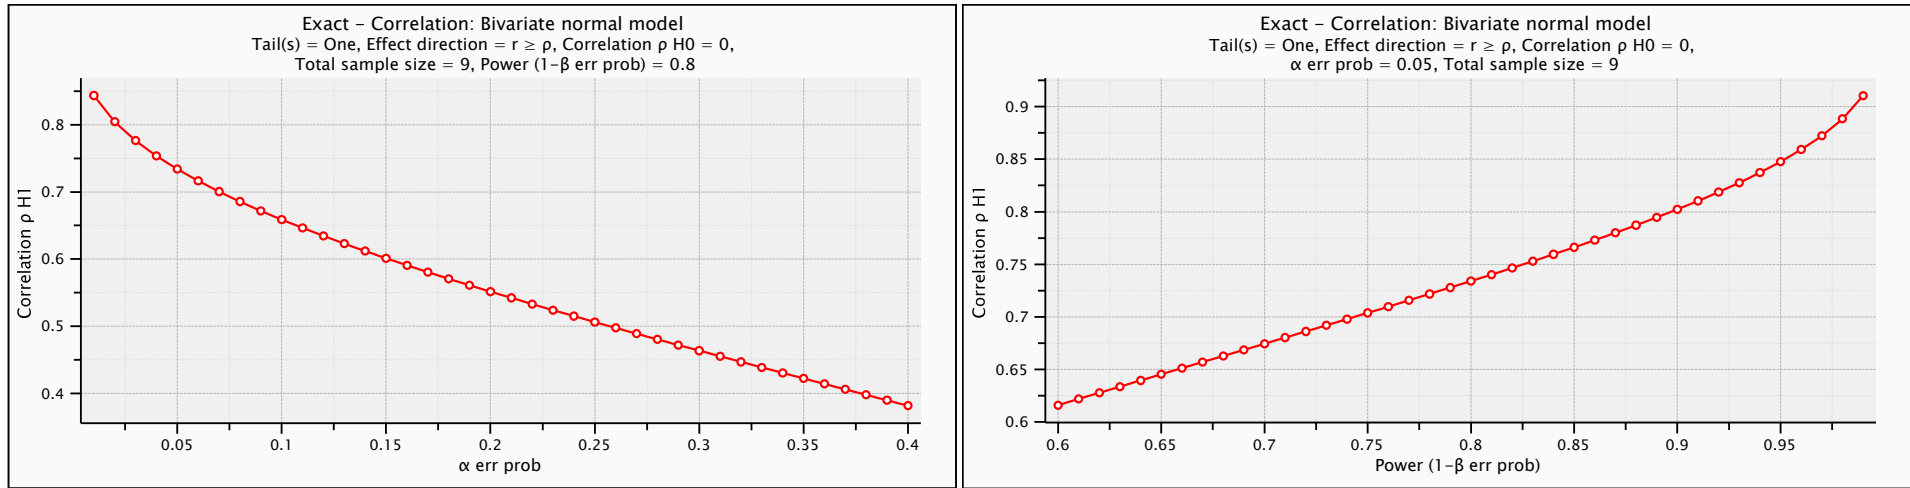 Exact – Correlation: Bivariate normal model
Tail(s) = One, Effect direction = r ≥ ρ, Correlation ρ H0 = 0,
Total sample size = 9, Power (1–β err prob) = 0.8
0.8
0.7
0.6
0.5
0.4
Correlation ρ H1
0.05 0.1 0.15 0.2 0.25 0.3 0.35 0.4
α err prob
Exact – Correlation: Bivariate normal model
Tail(s) = One, Effect direction = r ≥ ρ, Correlation ρ H0 = 0,
α err prob = 0.05, Total sample size = 9
0.9
0.85
0.8
0.75
0.7
0.65
0.6
Correlation ρ H1
0.6 0.65 0.7 0.75 0.8 0.85 0.9 0.95
Power (1–β err prob)